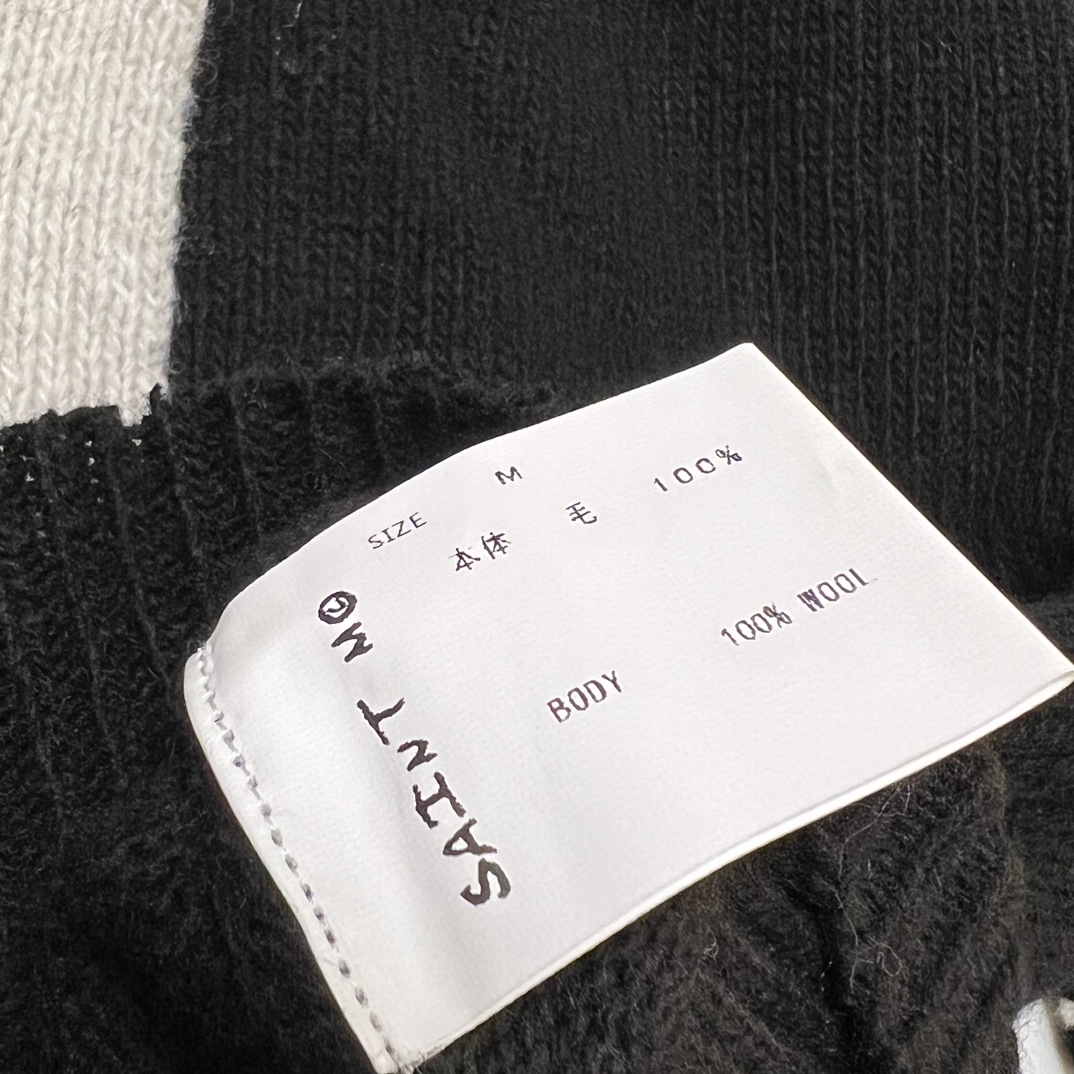 SIZE M
本体 毛 100%
BODY 100% WOOL
SAINT M